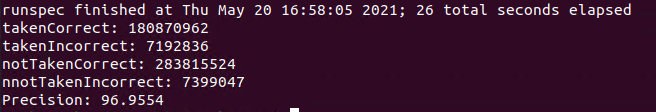 runspec finished at Thu May 20 16:58:05 2021; 26 total seconds elapsed
takenCorrect: 180870962
takenIncorrect: 7192836
notTakenCorrect: 283815524
nnotTakenIncorrect: 7399047
Precision: 96.9554